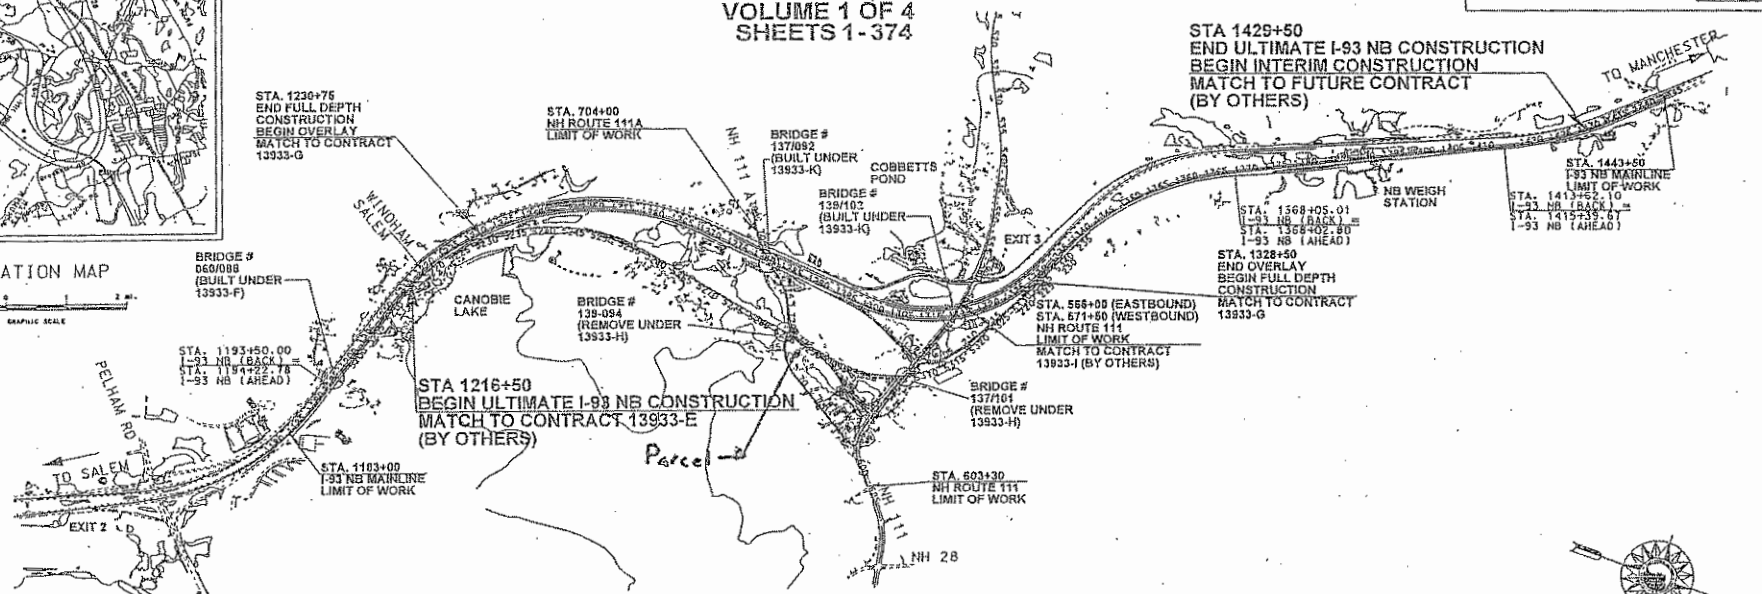 VOLUME 1 OF 4
SHEETS 1-374
STA 1429+50
END ULTIMATE I-93 NB CONSTRUCTION
BEGIN INTERIM CONSTRUCTION
MATCH TO FUTURE CONTRACT
(BY OTHERS)
TO MANCHESTER
STA. 1230+75
END FULL DEPTH
CONSTRUCTION
BEGIN OVERLAY
MATCH TO CONTRACT
13933-G
STA. 704+00
NH ROUTE 111A
LIMIT OF WORK
NH 111 A
BRIDGE #
137/092
(BUILT UNDER
13933-K)
COBBETTS
POND
BRIDGE #
139/102
(BUILT UNDER
13933-K)
EXIT 3
STA. 1443+50
I-93 NB MAINLINE
LIMIT OF WORK
NB WEIGH
STATION
STA. 1413+62.10
I-93 NB (BACK) =
STA. 1415+39.61
I-93 NB (AHEAD)
STA. 1368+05.01
I-93 NB (BACK) =
STA. 1368+02.80
I-93 NB (AHEAD)
STA. 1328+50
END OVERLAY
BEGIN FULL DEPTH
CONSTRUCTION
MATCH TO CONTRACT
13933-G
WINDHAM
SALEM
ATION MAP
0 1 2 MI.
GRAPHIC SCALE
BRIDGE #
060/088
(BUILT UNDER
13933-F)
CANOBIE
LAKE
BRIDGE #
139-094
(REMOVE UNDER
13933-H)
STA. 566+00 (EASTBOUND)
STA. 571+50 (WESTBOUND)
NH ROUTE 111
LIMIT OF WORK
MATCH TO CONTRACT
13933-I (BY OTHERS)
STA. 1193+50.00
I-93 NB (BACK) =
STA. 1194+22.78
I-93 NB (AHEAD)
PELHAM RD
STA 1216+50
BEGIN ULTIMATE I-93 NB CONSTRUCTION
MATCH TO CONTRACT 13933-E
(BY OTHERS)
BRIDGE #
137/101
(REMOVE UNDER
13933-H)
Parcel
TO SALEM
STA. 1183+00
I-93 NB MAINLINE
LIMIT OF WORK
STA. 603+30
NH ROUTE 111
LIMIT OF WORK
NH 111
EXIT 2
NH 28